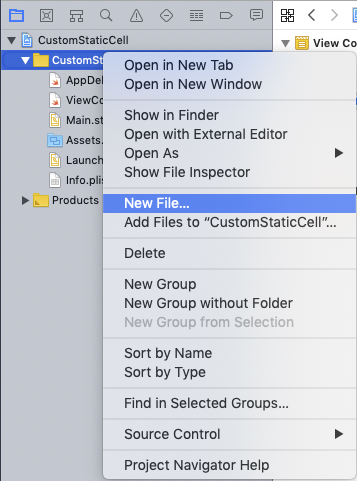 CustomStaticCell
View Co
CustomSt
Open in New Tab
AppDel
Open in New Window
ViewCo
Main.st
Show in Finder
Open with External Editor
Assets.
Open As
Launch
Show File Inspector
Info.plis
Products
New File...
Add Files to “CustomStaticCell”...
Delete
New Group
New Group without Folder
New Group from Selection
Sort by Name
Sort by Type
Find in Selected Groups...
Source Control
Project Navigator Help